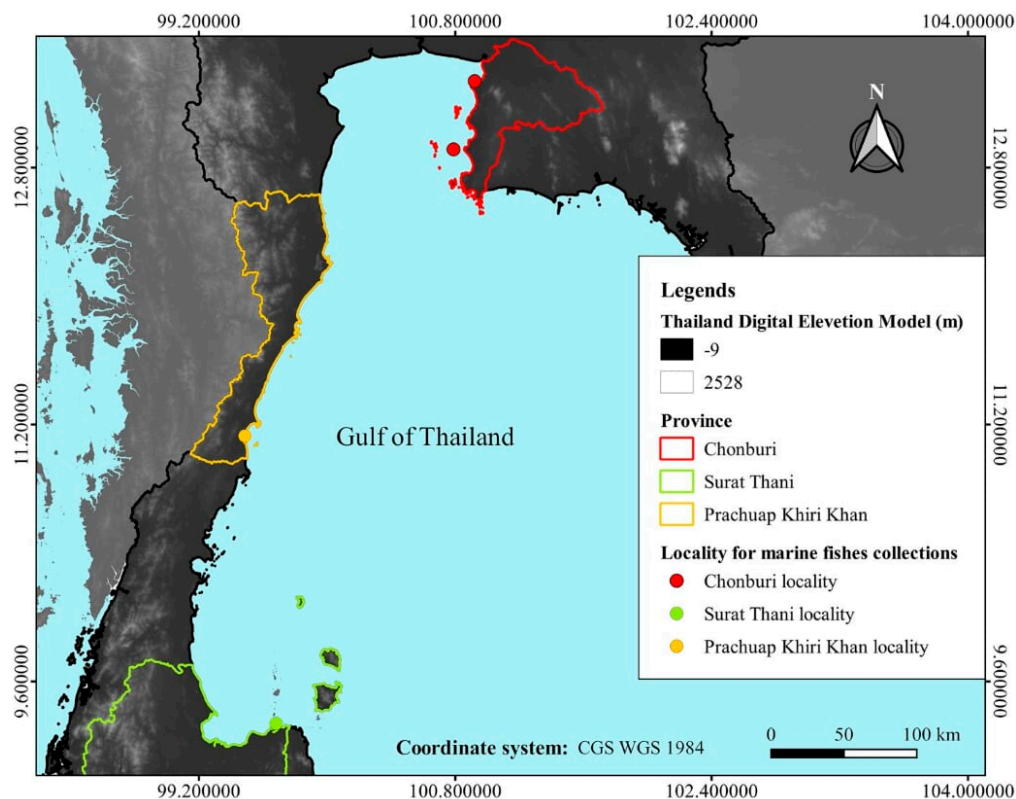 99.200000 100.800000 102.400000 104.000000
12.800000 12.800000
11.200000 11.200000
9.600000 9.600000
N
Gulf of Thailand
Legends
Thailand Digital Elevetion Model (m)
-9
2528
Province
Chonburi
Surat Thani
Prachuap Khiri Khan
Locality for marine fishes collections
Chonburi locality
Surat Thani locality
Prachuap Khiri Khan locality
Coordinate system: CGS WGS 1984
0 50 100 km
99.200000 100.800000 102.400000 104.000000